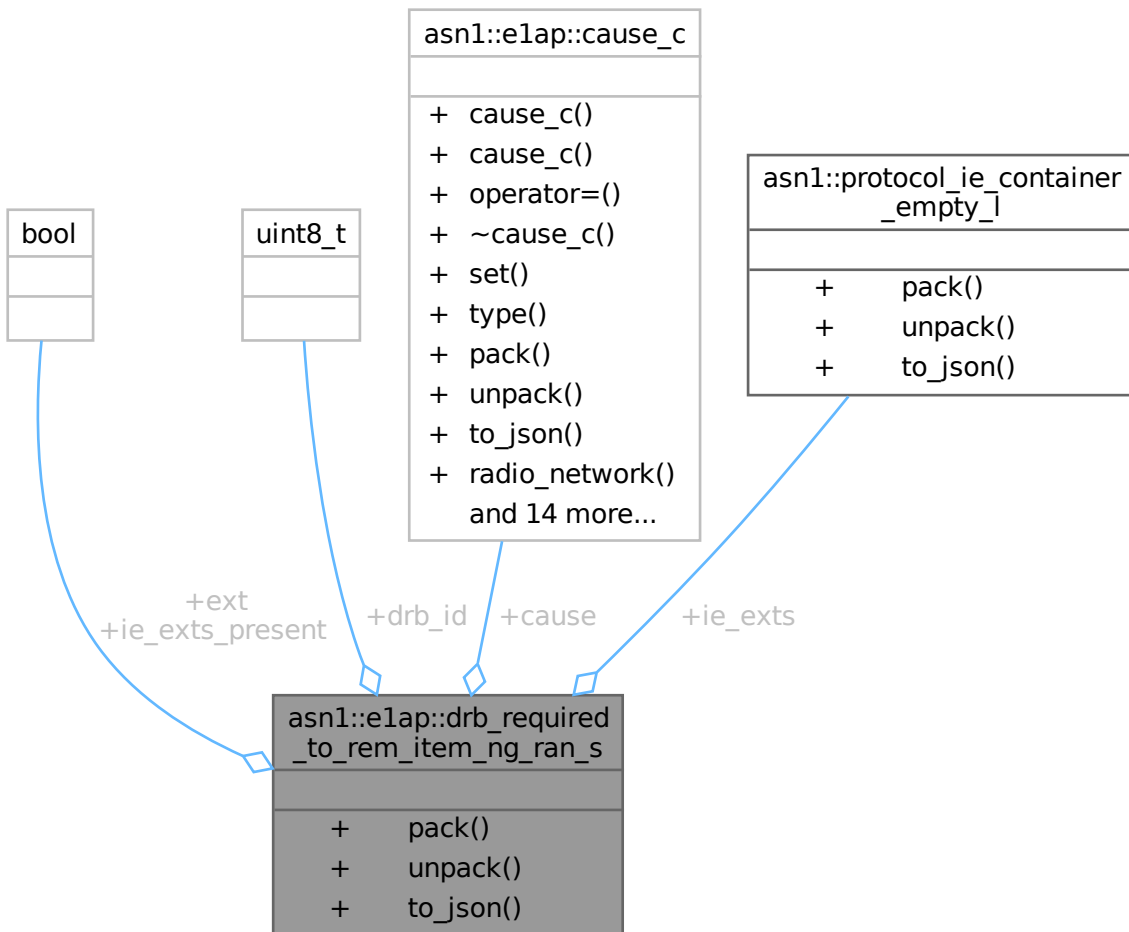 asn1::e1ap::cause_c
+ cause_c()
+ cause_c()
+ operator=()
+ ~cause_c()
+ set()
+ type()
+ pack()
+ unpack()
+ to_json()
+ radio_network()
and 14 more...
asn1::protocol_ie_container
_empty_l
+ pack()
+ unpack()
+ to_json()
bool
uint8_t
+ext
+ie_exts_present
+drb_id
+cause
+ie_exts
asn1::e1ap::drb_required
_to_rem_item_ng_ran_s
+ pack()
+ unpack()
+ to_json()